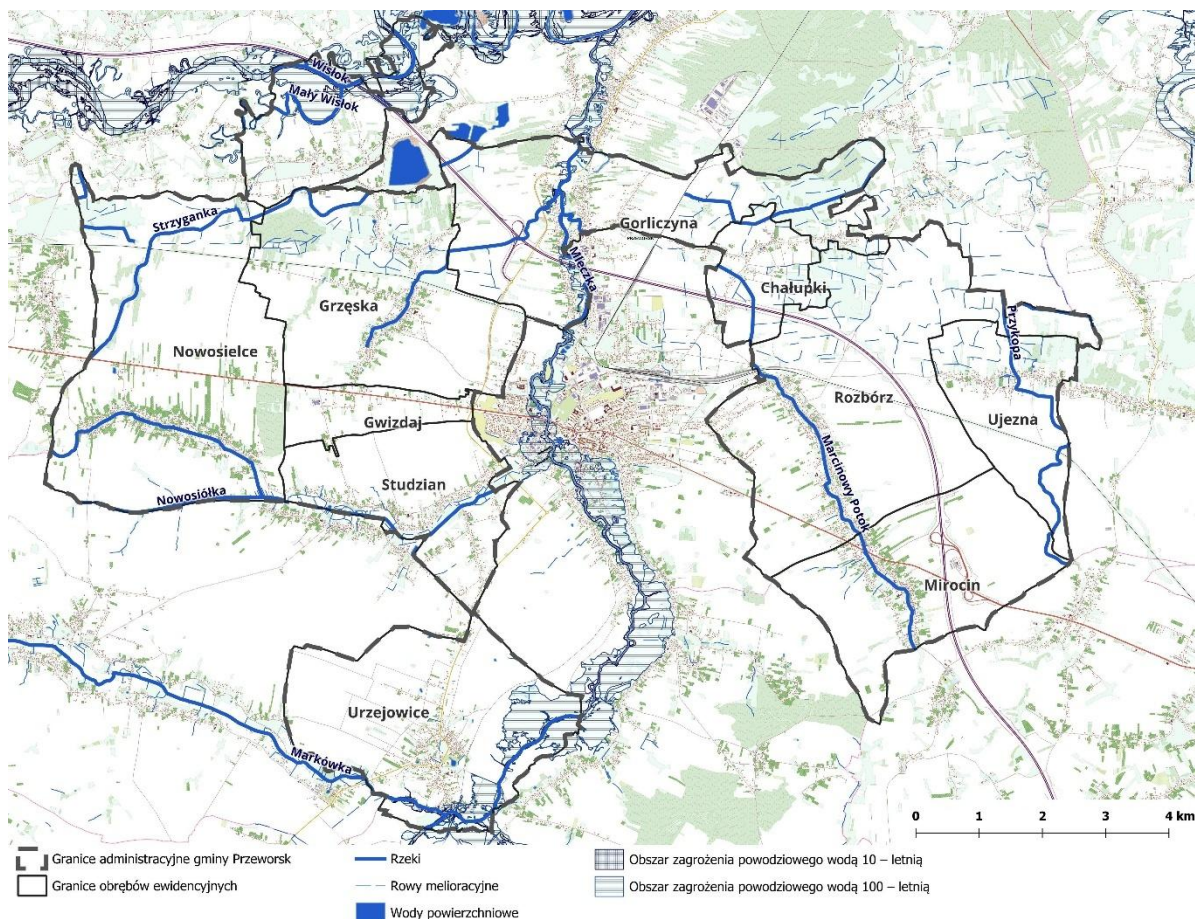 Wisłok
Mały Wisłok
Strzyganka
Gorliczyna
Mleczka
Chałupki
Grzęska
Przykopa
Nowosielce
Rozbórz
Gwizdaj
Ujezna
Marcinowy Potok
Studzian
Nowosiółka
Mirocin
Urzejowice
Markówka
0 1 2 3 4 km
Granice administracyjne gminy Przeworsk
Granice obrębów ewidencyjnych
Rzeki
Rowy melioracyjne
Wody powierzchniowe
Obszar zagrożenia powodziowego wodą 10 – letnią
Obszar zagrożenia powodziowego wodą 100 – letnią